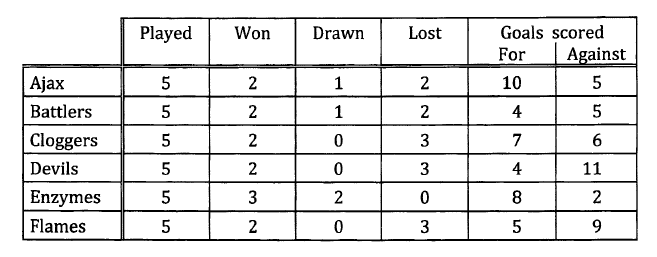 Played Won Drawn Lost Goals scored
For Against
Ajax 5 2 1 2 10 5
Battlers 5 2 1 2 4 5
Cloggers 5 2 0 3 7 6
Devils 5 2 0 3 4 11
Enzymes 5 3 2 0 8 2
Flames 5 2 0 3 5 9